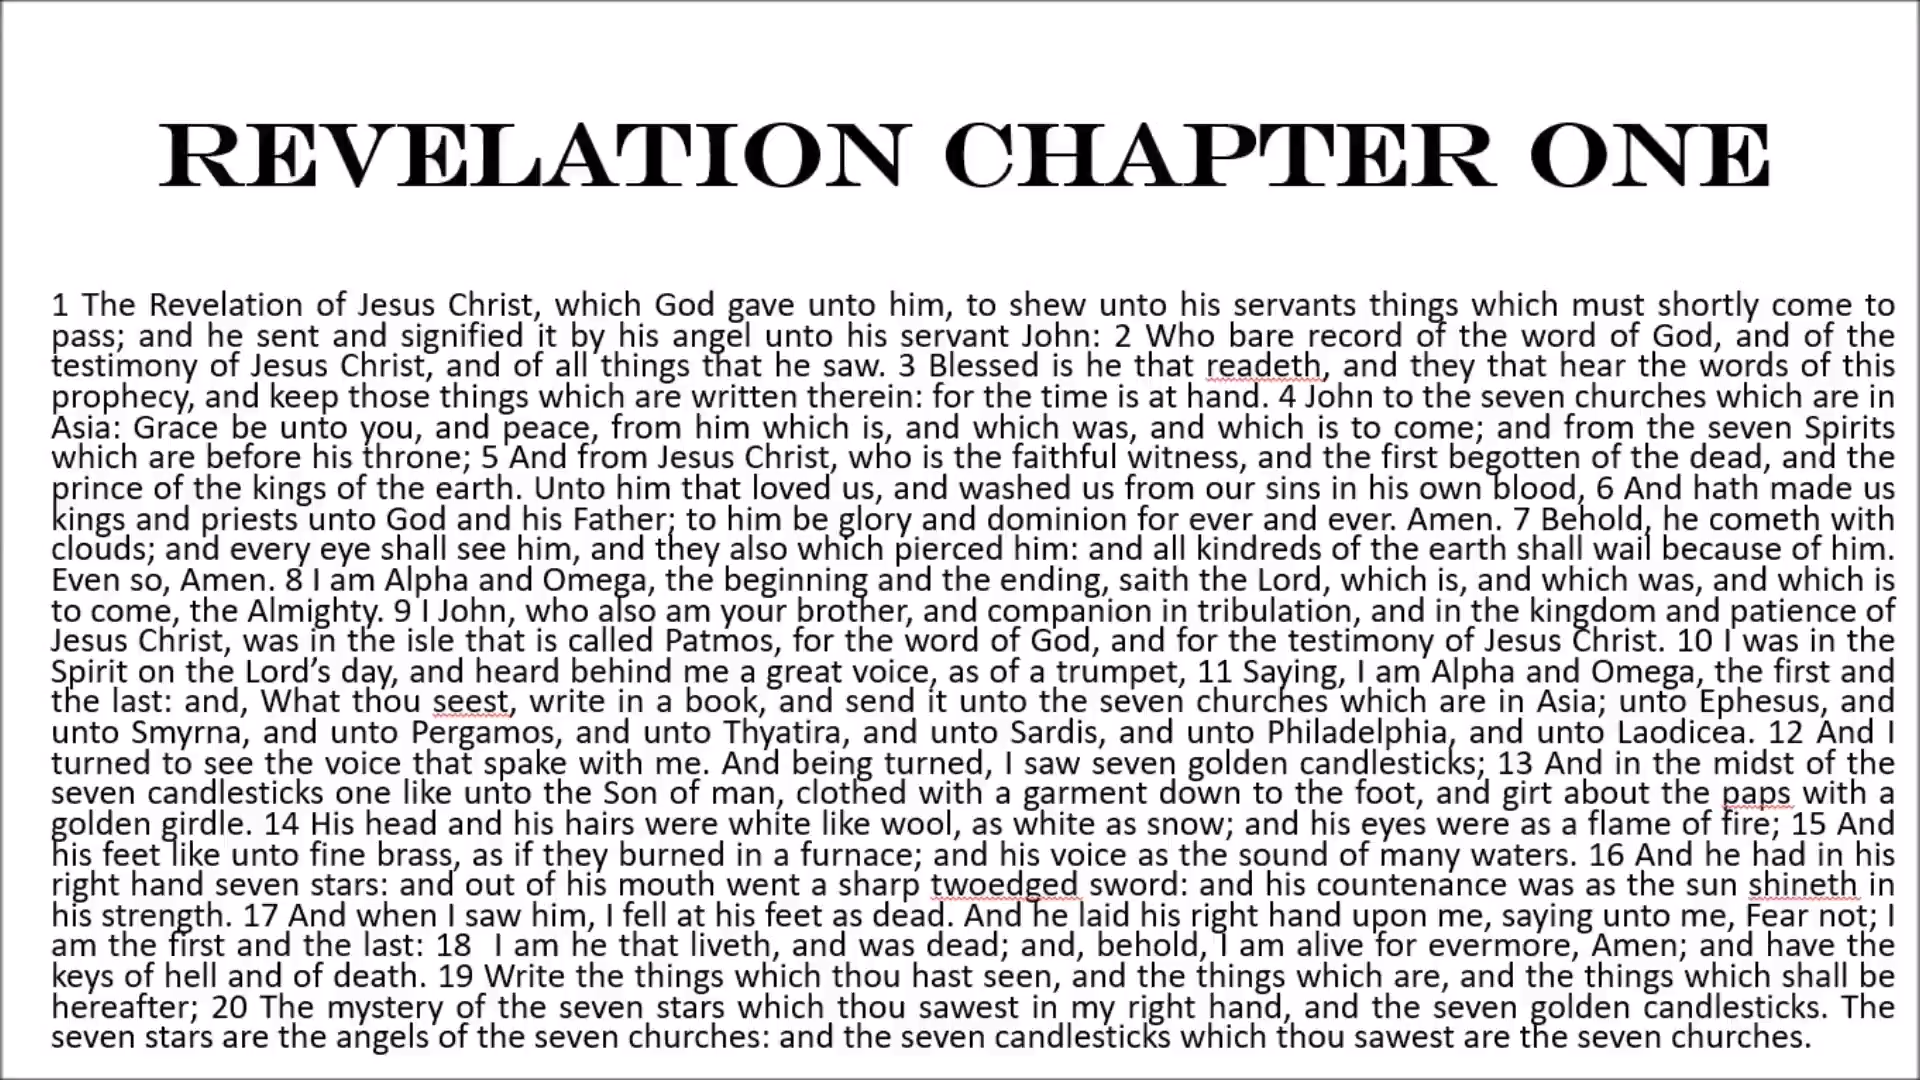 REVELATION CHAPTER ONE
1 The Revelation of Jesus Christ, which God gave unto him, to shew unto his servants things which must shortly come to
pass; and he sent and signified it by his angel unto his servant John: 2 Who bare record of the word of God, and of the
testimony of Jesus Christ, and of all things that he saw. 3 Blessed is he that readeth, and they that hear the words of this
prophecy, and keep those things which are written therein: for the time is at hand. 4 John to the seven churches which are in
Asia: Grace be unto you, and peace, from him which is, and which was, and which is to come; and from the seven Spirits
which are before his throne; 5 And from Jesus Christ, who is the faithful witness, and the first begotten of the dead, and the
prince of the kings of the earth. Unto him that loved us, and washed us from our sins in his own blood, 6 And hath made us
kings and priests unto God and his Father; to him be glory and dominion for ever and ever. Amen. 7 Behold, he cometh with
clouds; and every eye shall see him, and they also which pierced him: and all kindreds of the earth shall wail because of him.
Even so, Amen. 8 I am Alpha and Omega, the beginning and the ending, saith the Lord, which is, and which was, and which is
to come, the Almighty. 9 I John, who also am your brother, and companion in tribulation, and in the kingdom and patience of
Jesus Christ, was in the isle that is called Patmos, for the word of God, and for the testimony of Jesus Christ. 10 I was in the
Spirit on the Lord’s day, and heard behind me a great voice, as of a trumpet, 11 Saying, I am Alpha and Omega, the first and
the last: and, What thou seest, write in a book, and send it unto the seven churches which are in Asia; unto Ephesus, and
unto Smyrna, and unto Pergamos, and unto Thyatira, and unto Sardis, and unto Philadelphia, and unto Laodicea. 12 And I
turned to see the voice that spake with me. And being turned, I saw seven golden candlesticks; 13 And in the midst of the
seven candlesticks one like unto the Son of man, clothed with a garment down to the foot, and girt about the paps with a
golden girdle. 14 His head and his hairs were white like wool, as white as snow; and his eyes were as a flame of fire; 15 And
his feet like unto fine brass, as if they burned in a furnace; and his voice as the sound of many waters. 16 And he had in his
right hand seven stars: and out of his mouth went a sharp twoedged sword: and his countenance was as the sun shineth in
his strength. 17 And when I saw him, I fell at his feet as dead. And he laid his right hand upon me, saying unto me, Fear not; I
am the first and the last: 18 I am he that liveth, and was dead; and, behold, I am alive for evermore, Amen; and have the
keys of hell and of death. 19 Write the things which thou hast seen, and the things which are, and the things which shall be
hereafter; 20 The mystery of the seven stars which thou sawest in my right hand, and the seven golden candlesticks. The
seven stars are the angels of the seven churches: and the seven candlesticks which thou sawest are the seven churches.